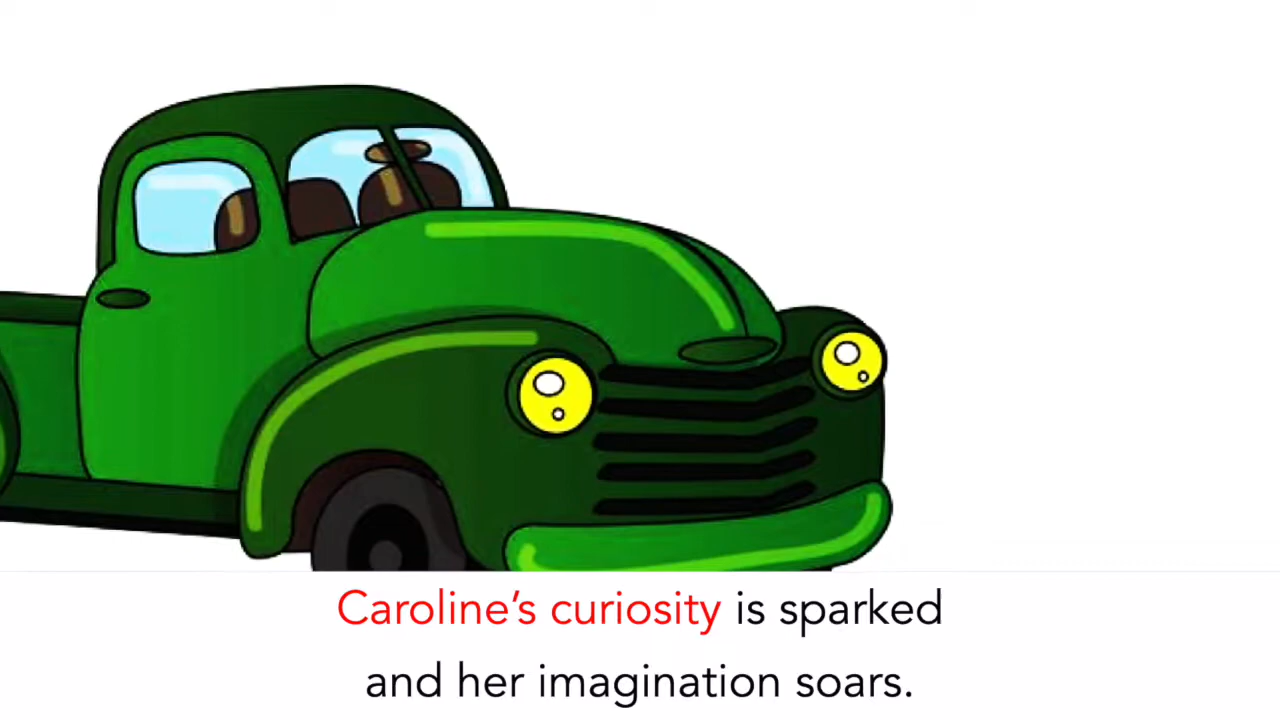 Caroline’s curiosity is sparked
and her imagination soars.